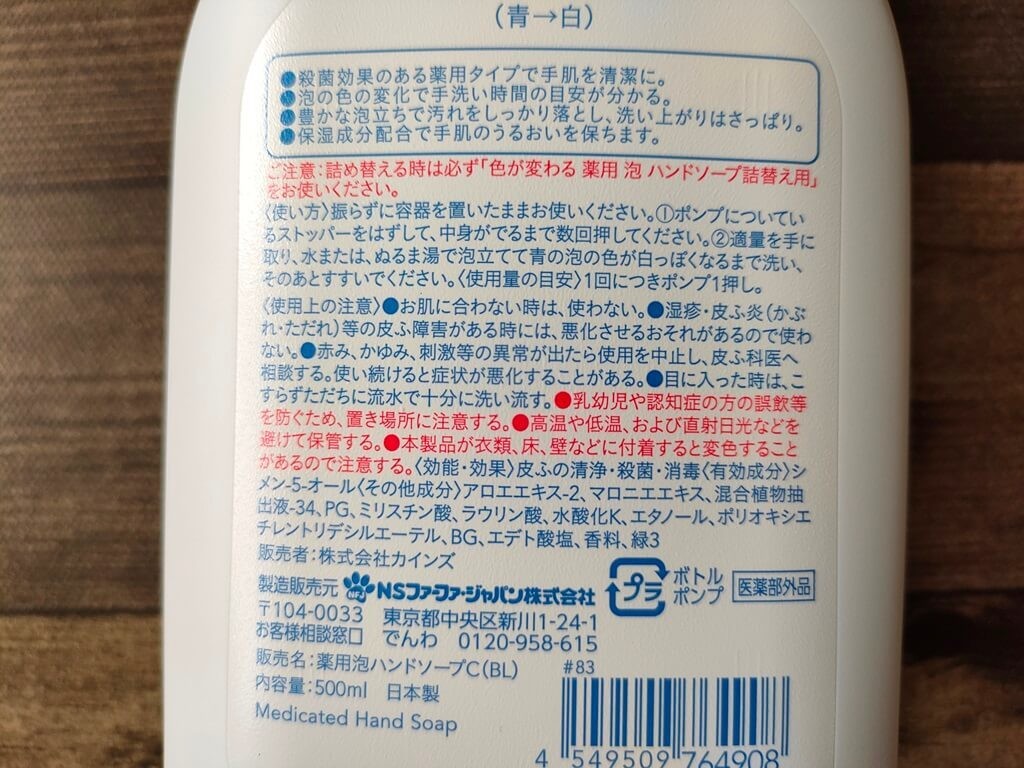 (青→白)
●殺菌効果のある薬用タイプで手肌を清潔に。
●泡の色の変化で手洗い時間の目安が分かる。
●豊かな泡立ちで汚れをしっかり落とし、洗い上がりはさっぱり。
●保湿成分配合で手肌のうるおいを保ちます。
ご注意:詰め替える時は必ず「色が変わる 薬用 泡 ハンドソープ詰替え用」
をお使いください。
〈使い方〉振らずに容器を置いたままお使いください。①ポンプについてい
るストッパーをはずして、中身がでるまで数回押してください。②適量を手に
取り、水または、ぬるま湯で泡立てて青の泡の色が白っぽくなるまで洗い、
そのあとすすいでください。〈使用量の目安〉1回につきポンプ1押し。
〈使用上の注意〉●お肌に合わない時は、使わない。●湿疹・皮ふ炎(かぶ
れ・ただれ)等の皮ふ障害がある時には、悪化させるおそれがあるので使わ
ない。●赤み、かゆみ、刺激等の異常が出たら使用を中止し、皮ふ科医へ
相談する。使い続けると症状が悪化することがある。●目に入った時は、こ
すらずただちに流水で十分に洗い流す。●乳幼児や認知症の方の誤飲等
を防ぐため、置き場所に注意する。●高温や低温、および直射日光などを
避けて保管する。●本製品が衣類、床、壁などに付着すると変色すること
があるので注意する。〈効能・効果〉皮ふの清浄・殺菌・消毒〈有効成分〉シ
メン-5-オール〈その他成分〉アロエエキス-2、マロニエエキス、混合植物抽
出液-34、PG、ミリスチン酸、ラウリン酸、水酸化K、エタノール、ポリオキシエ
チレントリデシルエーテル、BG、エデト酸塩、香料、緑3
販売者:株式会社カインズ
製造販売元 NFJ NSファーファ・ジャパン株式会社 プラ ボトル ポンプ 医薬部外品
〒104-0033 東京都中央区新川1-24-1
お客様相談窓口 でんわ 0120-958-615
販売名:薬用泡ハンドソープC(BL) #83
内容量:500ml 日本製
Medicated Hand Soap
4 549509 764908